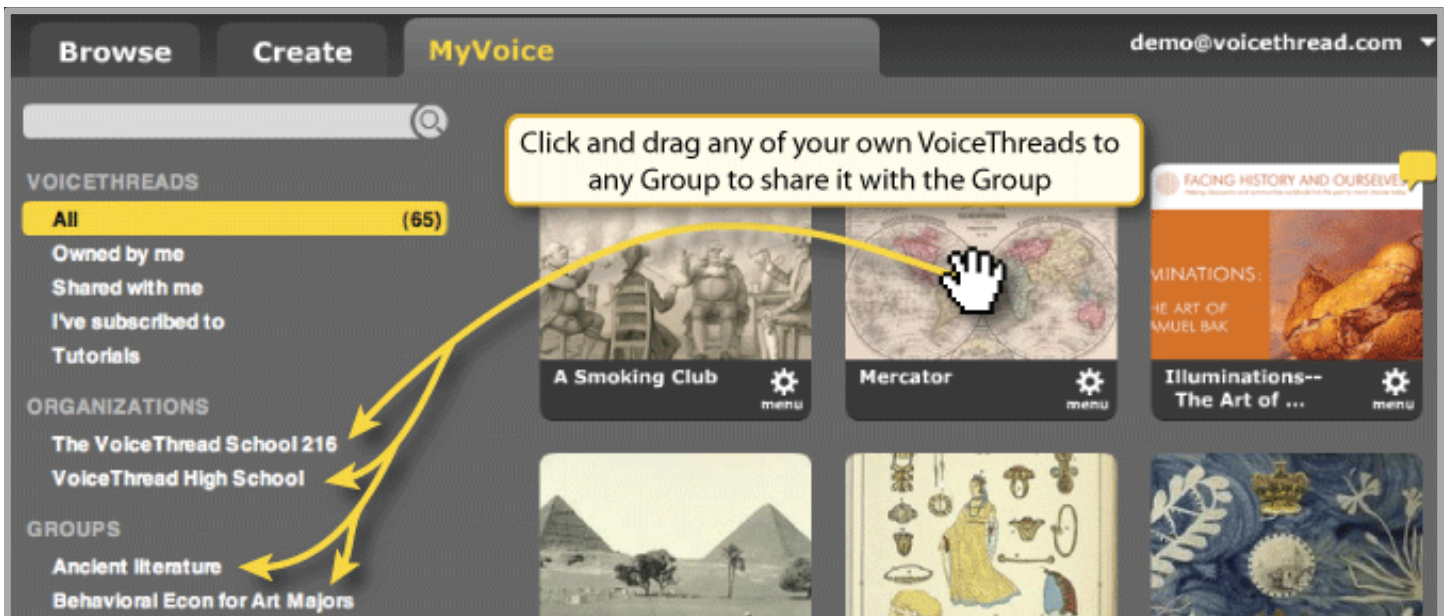 Browse
Create
MyVoice
demo@voicethread.com
Click and drag any of your own VoiceThreads to
any Group to share it with the Group
VOICETHREADS
All (65)
Owned by me
Shared with me
I've subscribed to
Tutorials
ORGANIZATIONS
The VoiceThread School 216
VoiceThread High School
GROUPS
Ancient literature
Behavioral Econ for Art Majors
FACING HISTORY AND OURSELVES
MINATIONS:
HE ART OF
MUEL BAK
A Smoking Club
menu
Mercator
menu
Illuminations--
The Art of ...
menu